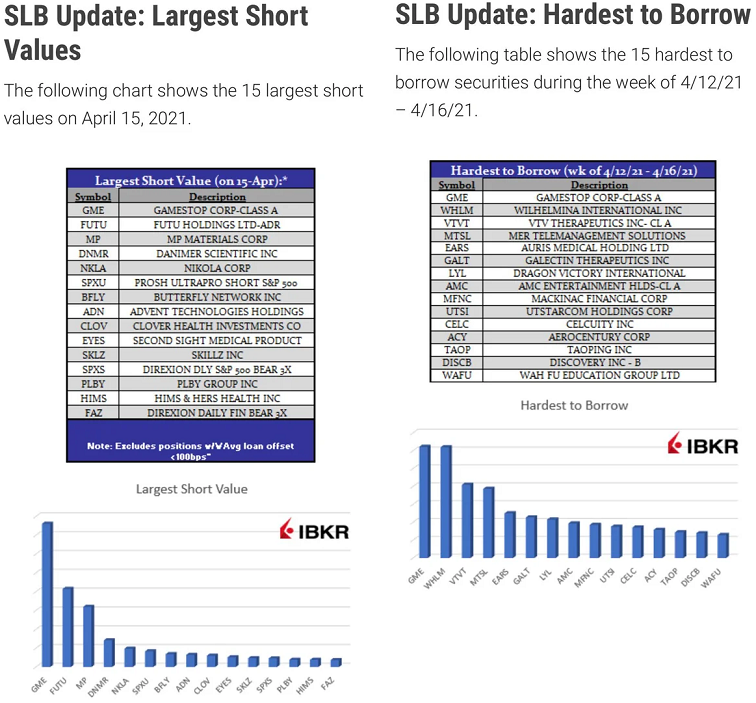 SLB Update: Largest Short
Values
The following chart shows the 15 largest short
values on April 15, 2021.
Largest Short Value (on 15-Apr):*
Symbol Description
GME GAMESTOP CORP-CLASS A
FUTU FUTU HOLDINGS LTD-ADR
MP MP MATERIALS CORP
DNMR DANIMER SCIENTIFIC INC
NKLA NIKOLA CORP
SPXU PROSH ULTRAPRO SHORT S&P 500
BFLY BUTTERFLY NETWORK INC
ADN ADVENT TECHNOLOGIES HOLDINGS
CLOV CLOVER HEALTH INVESTMENTS CO
EYES SECOND SIGHT MEDICAL PRODUCT
SKLZ SKILLZ INC
SPXS DIREXION DLY S&P 500 BEAR 3X
PLBY PLBY GROUP INC
HIMS HIMS & HERS HEALTH INC
FAZ DIREXION DAILY FIN BEAR 3X
Note: Excludes positions w/WAvg loan offset
<100bps"
Largest Short Value
IBKR
GME FUTU MP DNMR NKLA SPXU BFLY ADN CLOV EYES SKLZ SPXS PLBY HIMS FAZ
SLB Update: Hardest to Borrow
The following table shows the 15 hardest to
borrow securities during the week of 4/12/21
– 4/16/21.
Hardest to Borrow (wk of 4/12/21 - 4/16/21)
Symbol Description
GME GAMESTOP CORP-CLASS A
WHLM WILHELMINA INTERNATIONAL INC
VTVT VTV THERAPEUTICS INC- CL A
MTSL MER TELEMANAGEMENT SOLUTIONS
EARS AURIS MEDICAL HOLDING LTD
GALT GALECTIN THERAPEUTICS INC
LYL DRAGON VICTORY INTERNATIONAL
AMC AMC ENTERTAINMENT HLDS-CL A
MFNC MACKINAC FINANCIAL CORP
UTSI UTSTARCOM HOLDINGS CORP
CELC CELCUITY INC
ACY AEROCENTURY CORP
TAOP TAOPING INC
DISCB DISCOVERY INC - B
WAFU WAH FU EDUCATION GROUP LTD
Hardest to Borrow
IBKR
GME WHLM VTVT MTSL EARS GALT LYL AMC MFNC UTSI CELC ACY TAOP DISCB WAFU